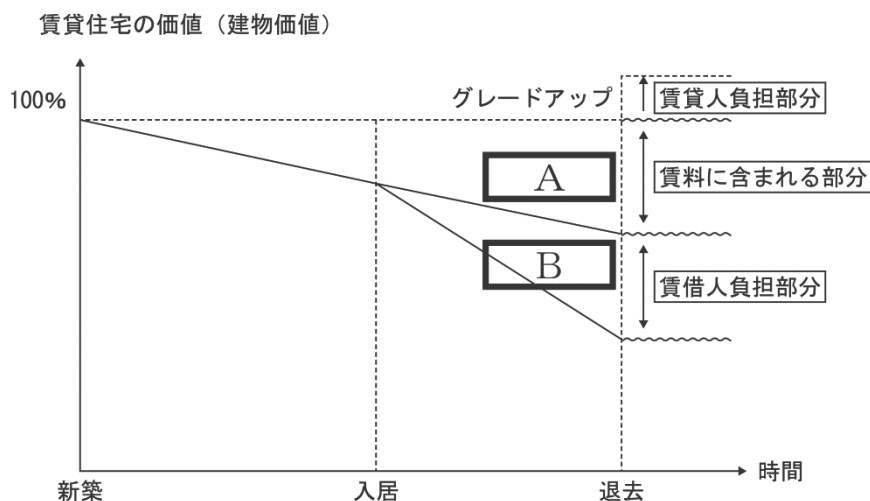 賃貸住宅の価値（建物価値）
100%
グレードアップ
賃貸人負担部分
A
賃料に含まれる部分
B
賃借人負担部分
時間
新築
入居
退去